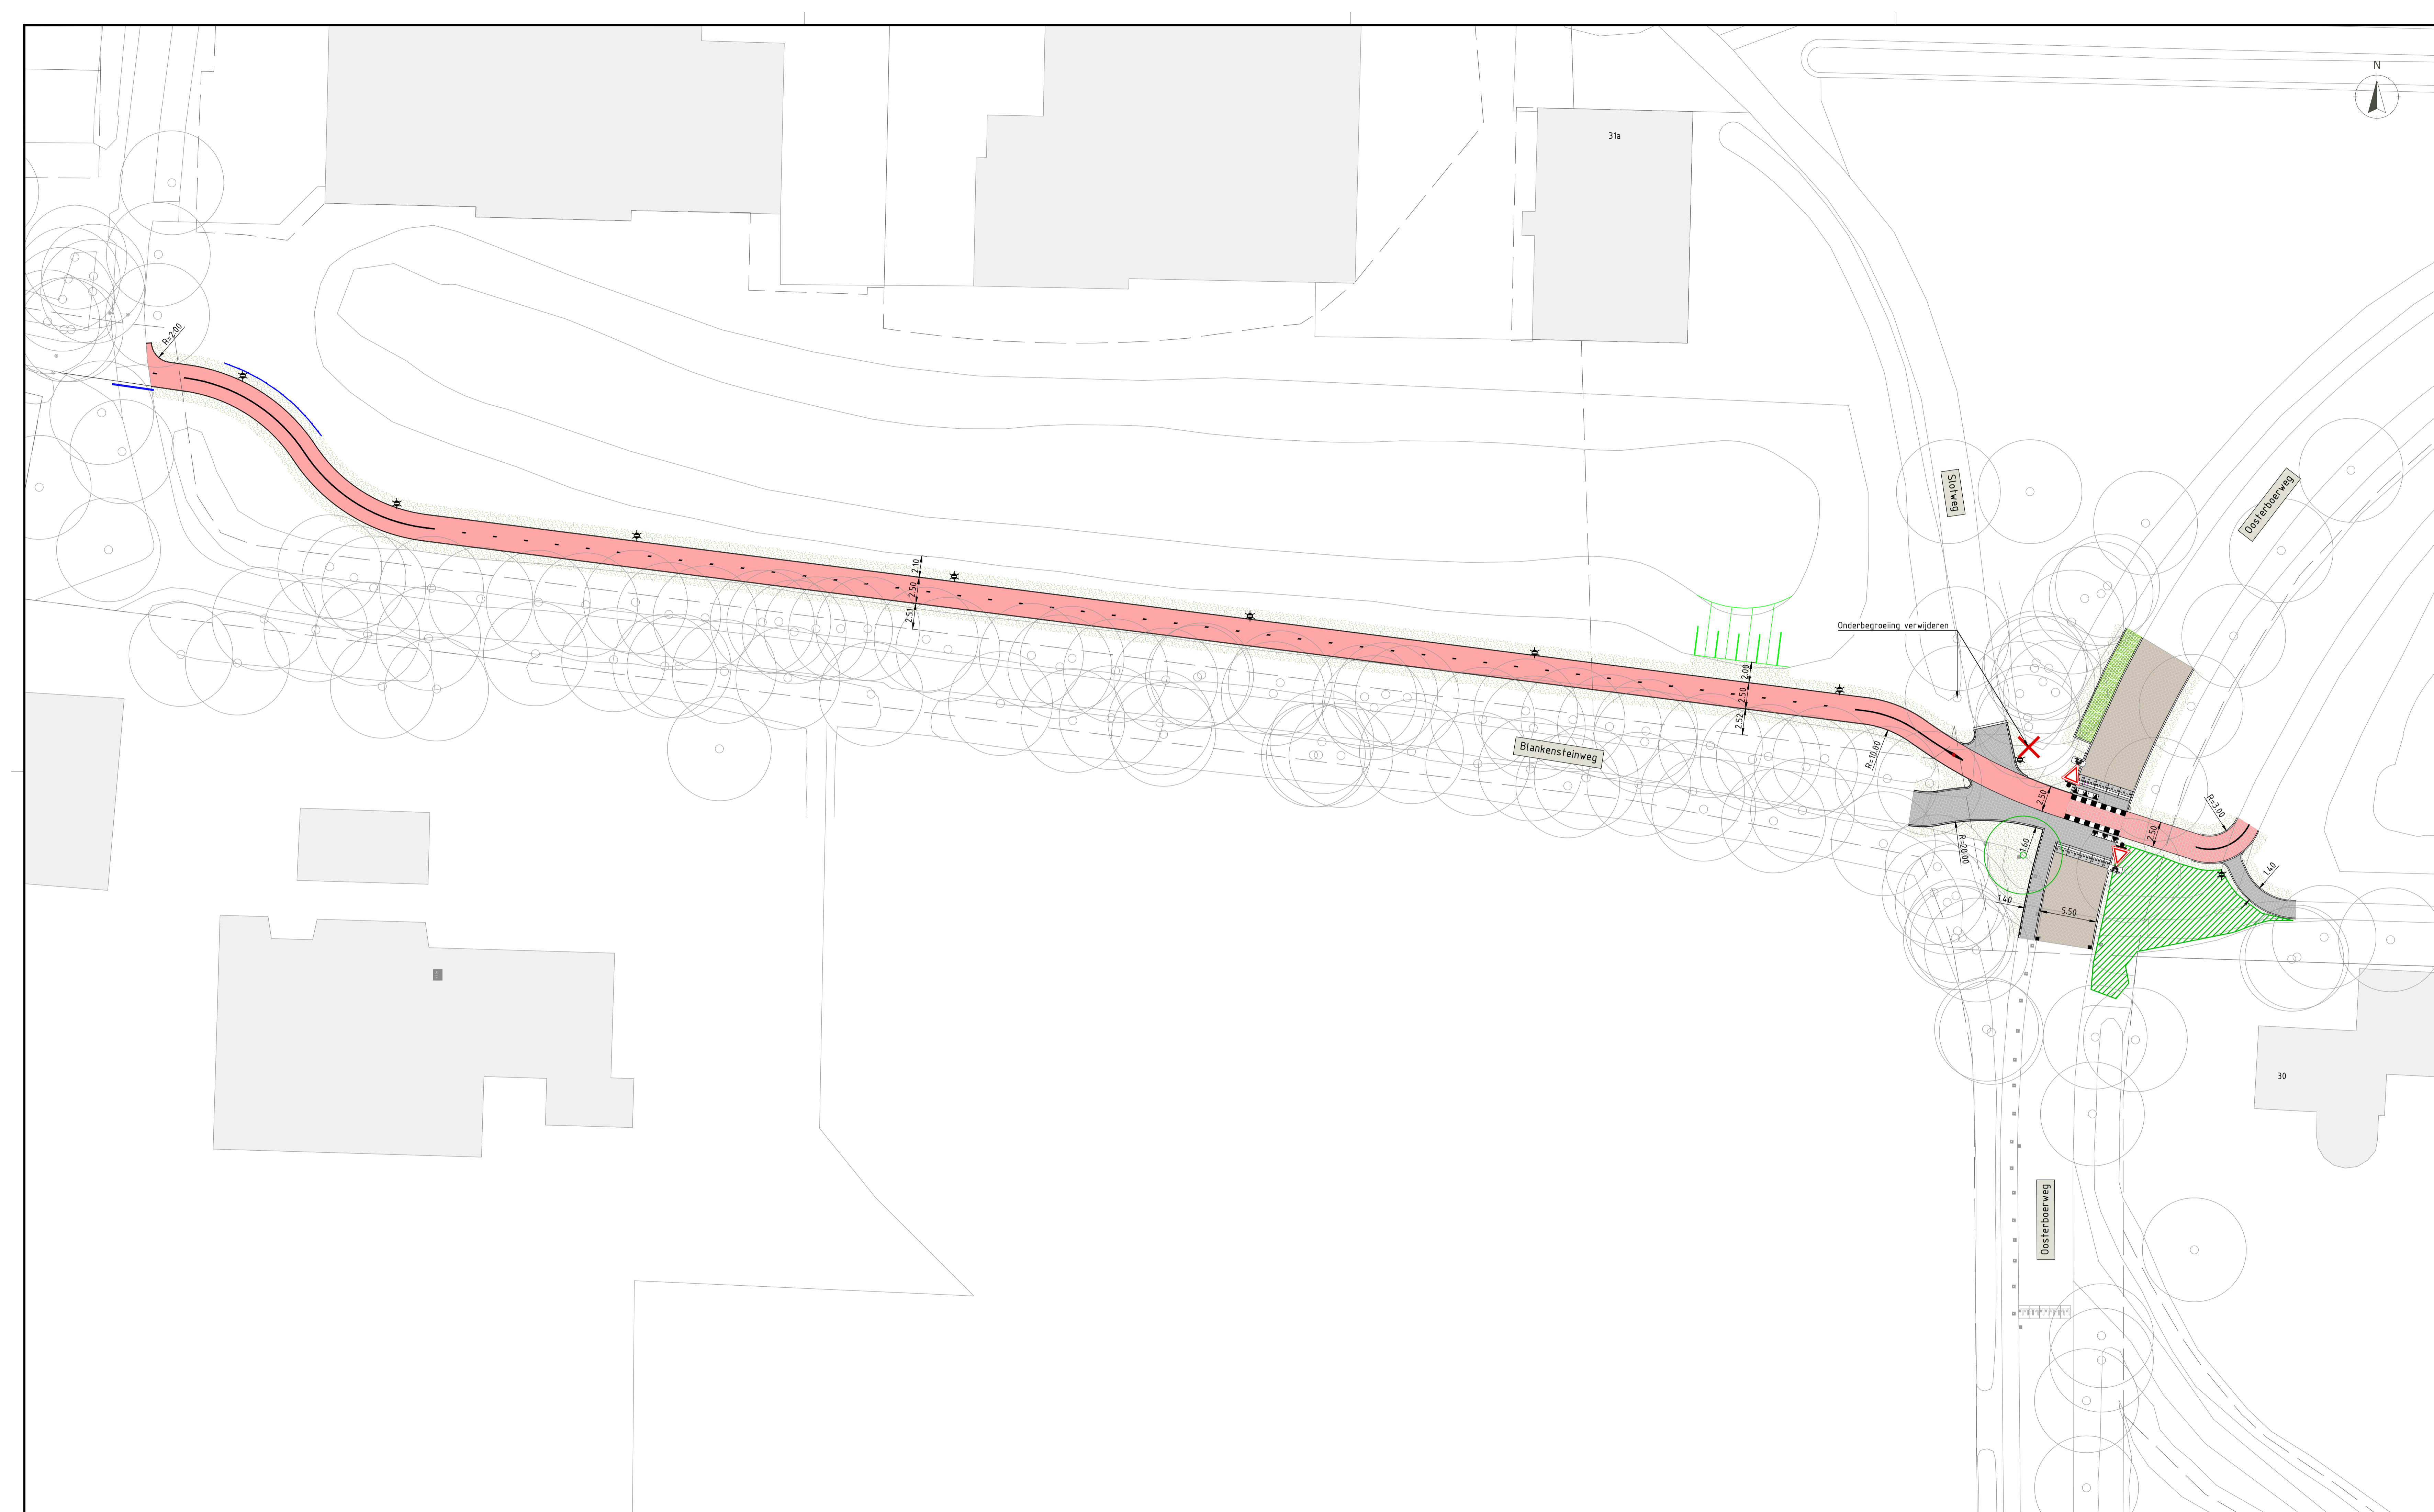 N
31a
R=2.00
Slotweg
Oosterboerweg
2.10
2.50
2.51
Onderbegroeiing verwijderen
2.00
2.50
2.52
Blankensteinweg
R=10.00
2.50
R=3.00
2.50
R=20.00
1.60
1.40
1.40
5.50
30
Oosterboerweg